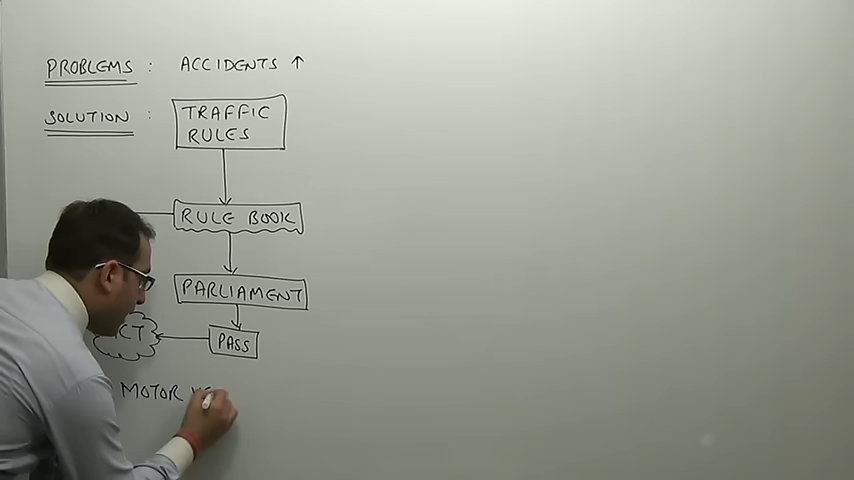 PROBLEMS : ACCIDENTS ↑
SOLUTION : TRAFFIC
RULES
RULE BOOK
PARLIAMENT
CT
PASS
MOTOR